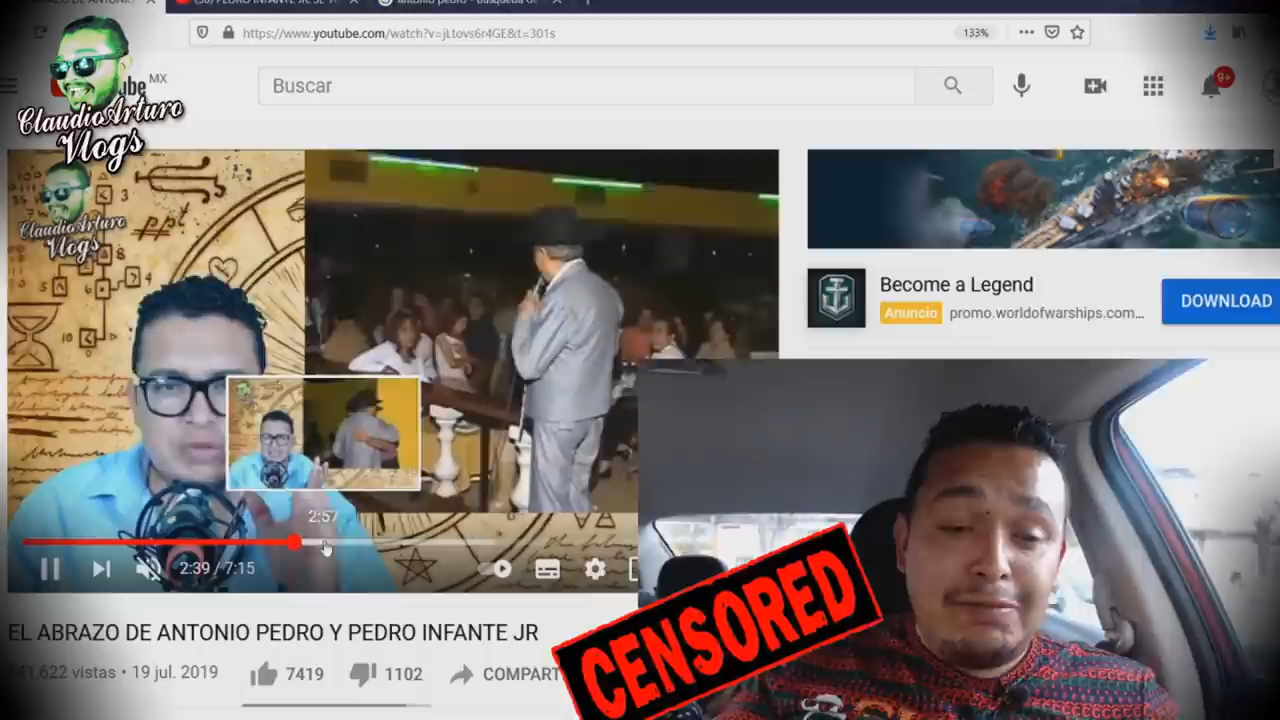 https://www.youtube.com/watch?v=jLtovs6r4GE&t=301s
133%
Buscar
MX
9+
ClaudioArturo
Vlogs
ClaudioArturo
Vlogs
ppt
Become a Legend
Anuncio promo.worldofwarships.com...
DOWNLOAD
2:57
2:39 / 7:15
CENSORED
EL ABRAZO DE ANTONIO PEDRO Y PEDRO INFANTE JR
vistas • 19 jul. 2019
7419
1102
COMPART